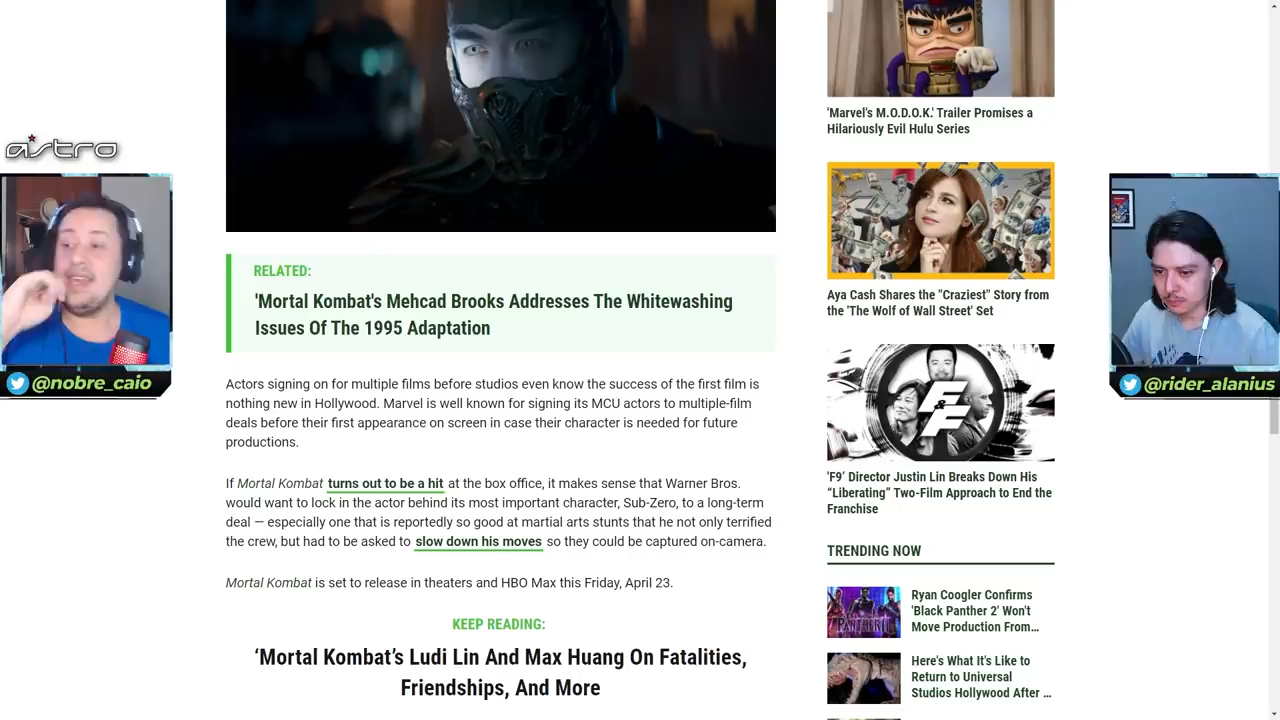 astro
@nobre_caio
RELATED:
'Mortal Kombat's Mehcad Brooks Addresses The Whitewashing
Issues Of The 1995 Adaptation
Actors signing on for multiple films before studios even know the success of the first film is
nothing new in Hollywood. Marvel is well known for signing its MCU actors to multiple-film
deals before their first appearance on screen in case their character is needed for future
productions.
If Mortal Kombat turns out to be a hit at the box office, it makes sense that Warner Bros.
would want to lock in the actor behind its most important character, Sub-Zero, to a long-term
deal — especially one that is reportedly so good at martial arts stunts that he not only terrified
the crew, but had to be asked to slow down his moves so they could be captured on-camera.
Mortal Kombat is set to release in theaters and HBO Max this Friday, April 23.
KEEP READING:
‘Mortal Kombat’s Ludi Lin And Max Huang On Fatalities,
Friendships, And More
'Marvel's M.O.D.O.K.' Trailer Promises a
Hilariously Evil Hulu Series
Aya Cash Shares the "Craziest" Story from
the 'The Wolf of Wall Street' Set
F&F
'F9' Director Justin Lin Breaks Down His
“Liberating” Two-Film Approach to End the
Franchise
TRENDING NOW
PANTHER
Ryan Coogler Confirms
'Black Panther 2' Won't
Move Production From...
Here's What It's Like to
Return to Universal
Studios Hollywood After ...
@rider_alanius